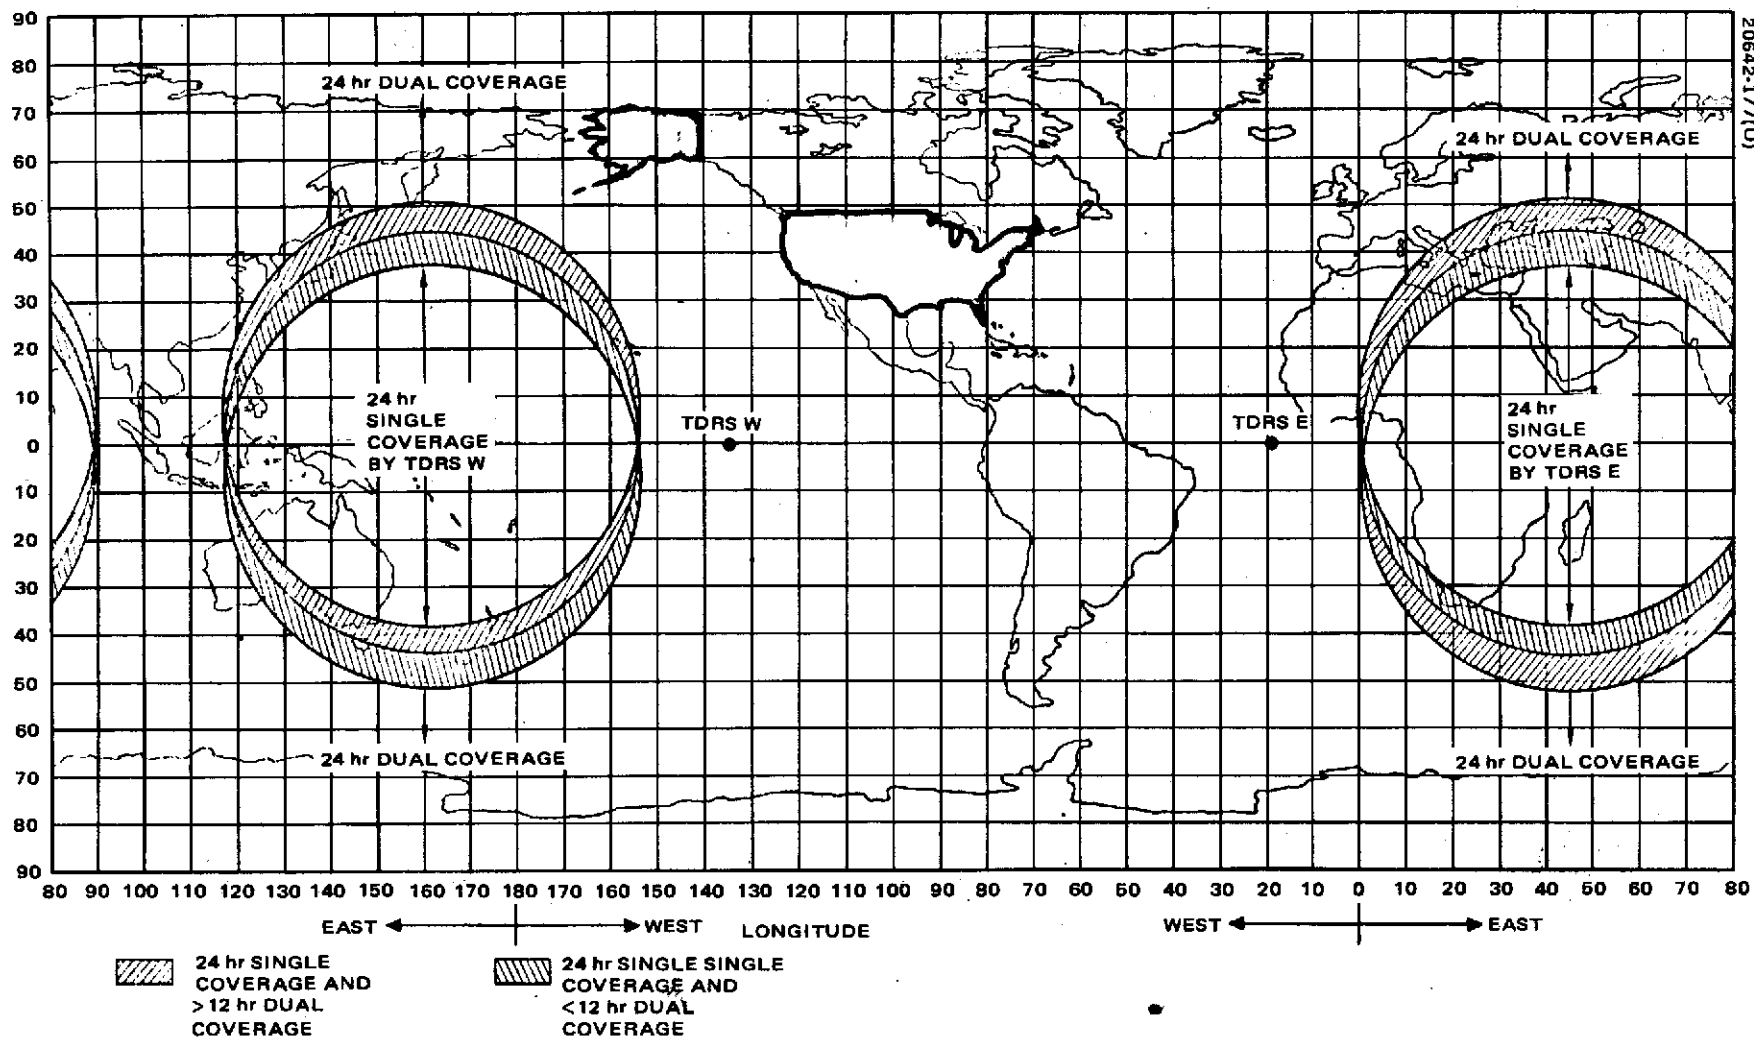 20642-177(U)
90
80
70
60
50
40
30
20
10
0
10
20
30
40
50
60
70
80
90
24 hr DUAL COVERAGE
24 hr DUAL COVERAGE
24 hr
SINGLE
COVERAGE
BY TDRS W
TDRS W
TDRS E
24 hr
SINGLE
COVERAGE
BY TDRS E
24 hr DUAL COVERAGE
24 hr DUAL COVERAGE
80 90 100 110 120 130 140 150 160 170 180 170 160 150 140 130 120 110 100 90 80 70 60 50 40 30 20 10 0 10 20 30 40 50 60 70 80
EAST WEST LONGITUDE WEST EAST
24 hr SINGLE
COVERAGE AND
>12 hr DUAL
COVERAGE
24 hr SINGLE SINGLE
COVERAGE AND
<12 hr DUAL
COVERAGE